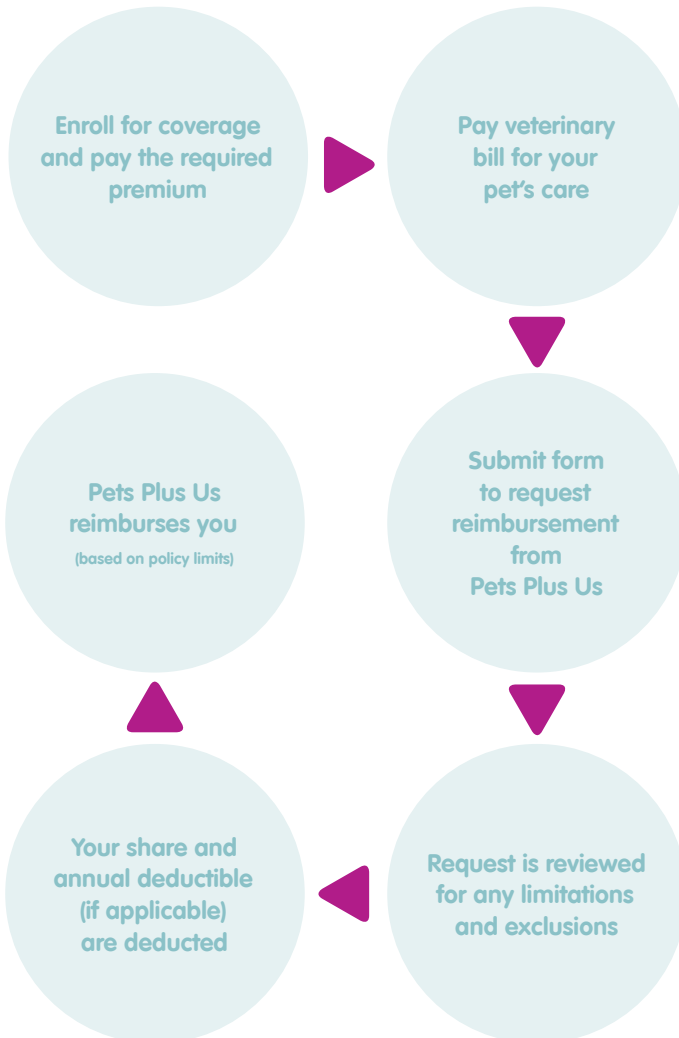 Enroll for coverage
and pay the required
premium
Pay veterinary
bill for your
pet's care
Submit form
to request
reimbursement
from
Pets Plus Us
Request is reviewed
for any limitations
and exclusions
Your share and
annual deductible
(if applicable)
are deducted
Pets Plus Us
reimburses you
(based on policy limits)